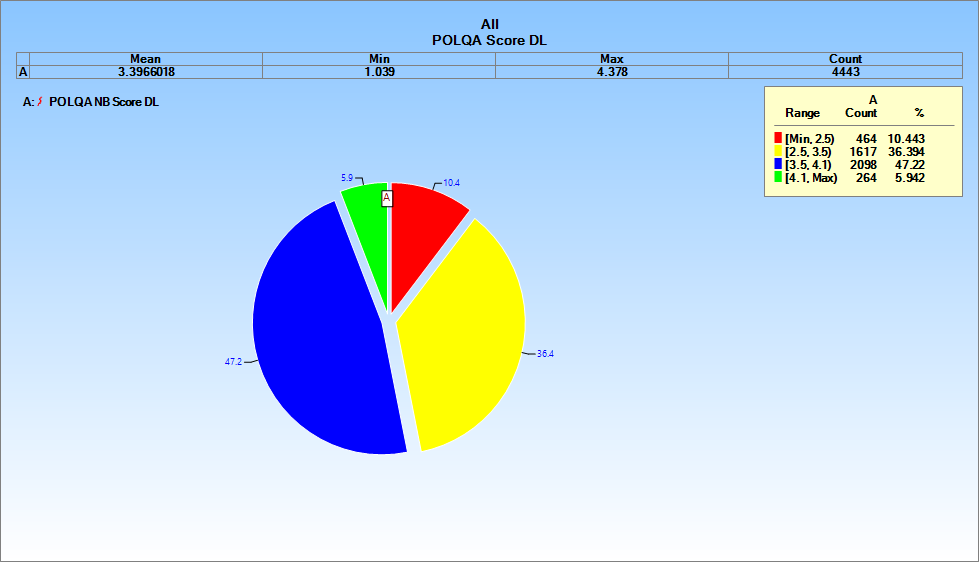 All
POLQA Score DL
Mean Min Max Count
A 3.3966018 1.039 4.378 4443
A: POLQA NB Score DL
A
Range Count %
[Min, 2.5) 464 10.443
[2.5, 3.5) 1617 36.394
[3.5, 4.1) 2098 47.22
[4.1, Max) 264 5.942
5.9
10.4
A
36.4
47.2